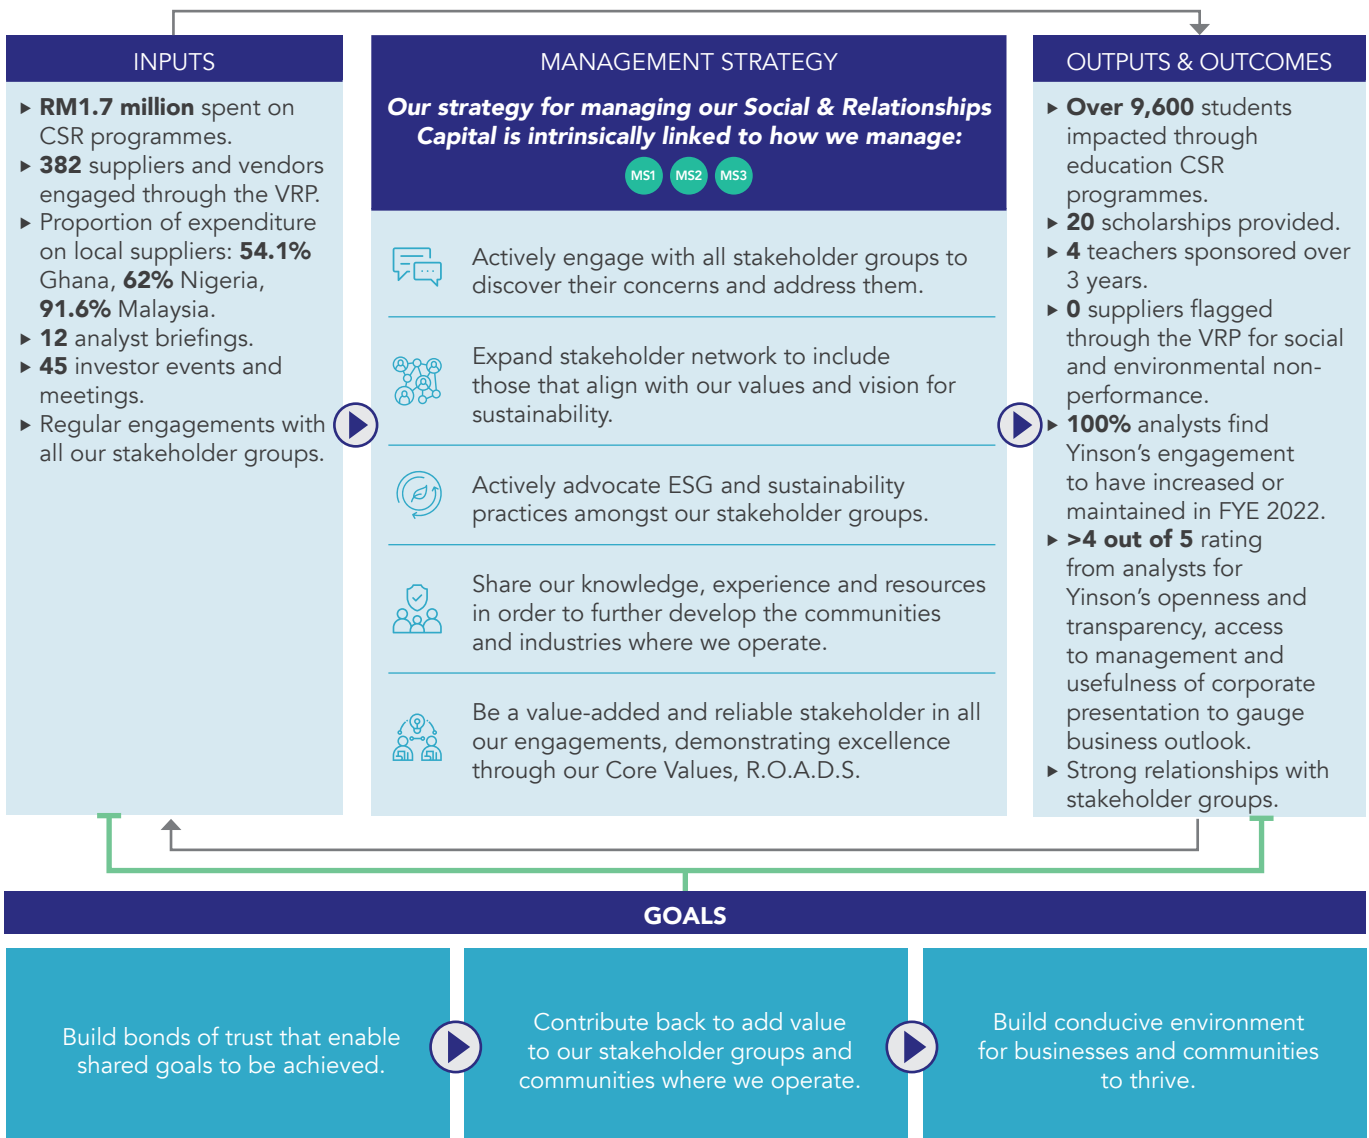 INPUTS
▸ RM1.7 million spent on
CSR programmes.
▸ 382 suppliers and vendors
engaged through the VRP.
▸ Proportion of expenditure
on local suppliers: 54.1%
Ghana, 62% Nigeria,
91.6% Malaysia.
▸ 12 analyst briefings.
▸ 45 investor events and
meetings.
▸ Regular engagements with
all our stakeholder groups.
MANAGEMENT STRATEGY
Our strategy for managing our Social & Relationships
Capital is intrinsically linked to how we manage:
MS1 MS2 MS3
Actively engage with all stakeholder groups to
discover their concerns and address them.
Expand stakeholder network to include
those that align with our values and vision for
sustainability.
Actively advocate ESG and sustainability
practices amongst our stakeholder groups.
Share our knowledge, experience and resources
in order to further develop the communities
and industries where we operate.
Be a value-added and reliable stakeholder in all
our engagements, demonstrating excellence
through our Core Values, R.O.A.D.S.
OUTPUTS & OUTCOMES
▸ Over 9,600 students
impacted through
education CSR
programmes.
▸ 20 scholarships provided.
▸ 4 teachers sponsored over
3 years.
▸ 0 suppliers flagged
through the VRP for social
and environmental non-
performance.
▸ 100% analysts find
Yinson's engagement
to have increased or
maintained in FYE 2022.
▸ >4 out of 5 rating
from analysts for
Yinson's openness and
transparency, access
to management and
usefulness of corporate
presentation to gauge
business outlook.
▸ Strong relationships with
stakeholder groups.
GOALS
Build bonds of trust that enable
shared goals to be achieved.
Contribute back to add value
to our stakeholder groups and
communities where we operate.
Build conducive environment
for businesses and communities
to thrive.